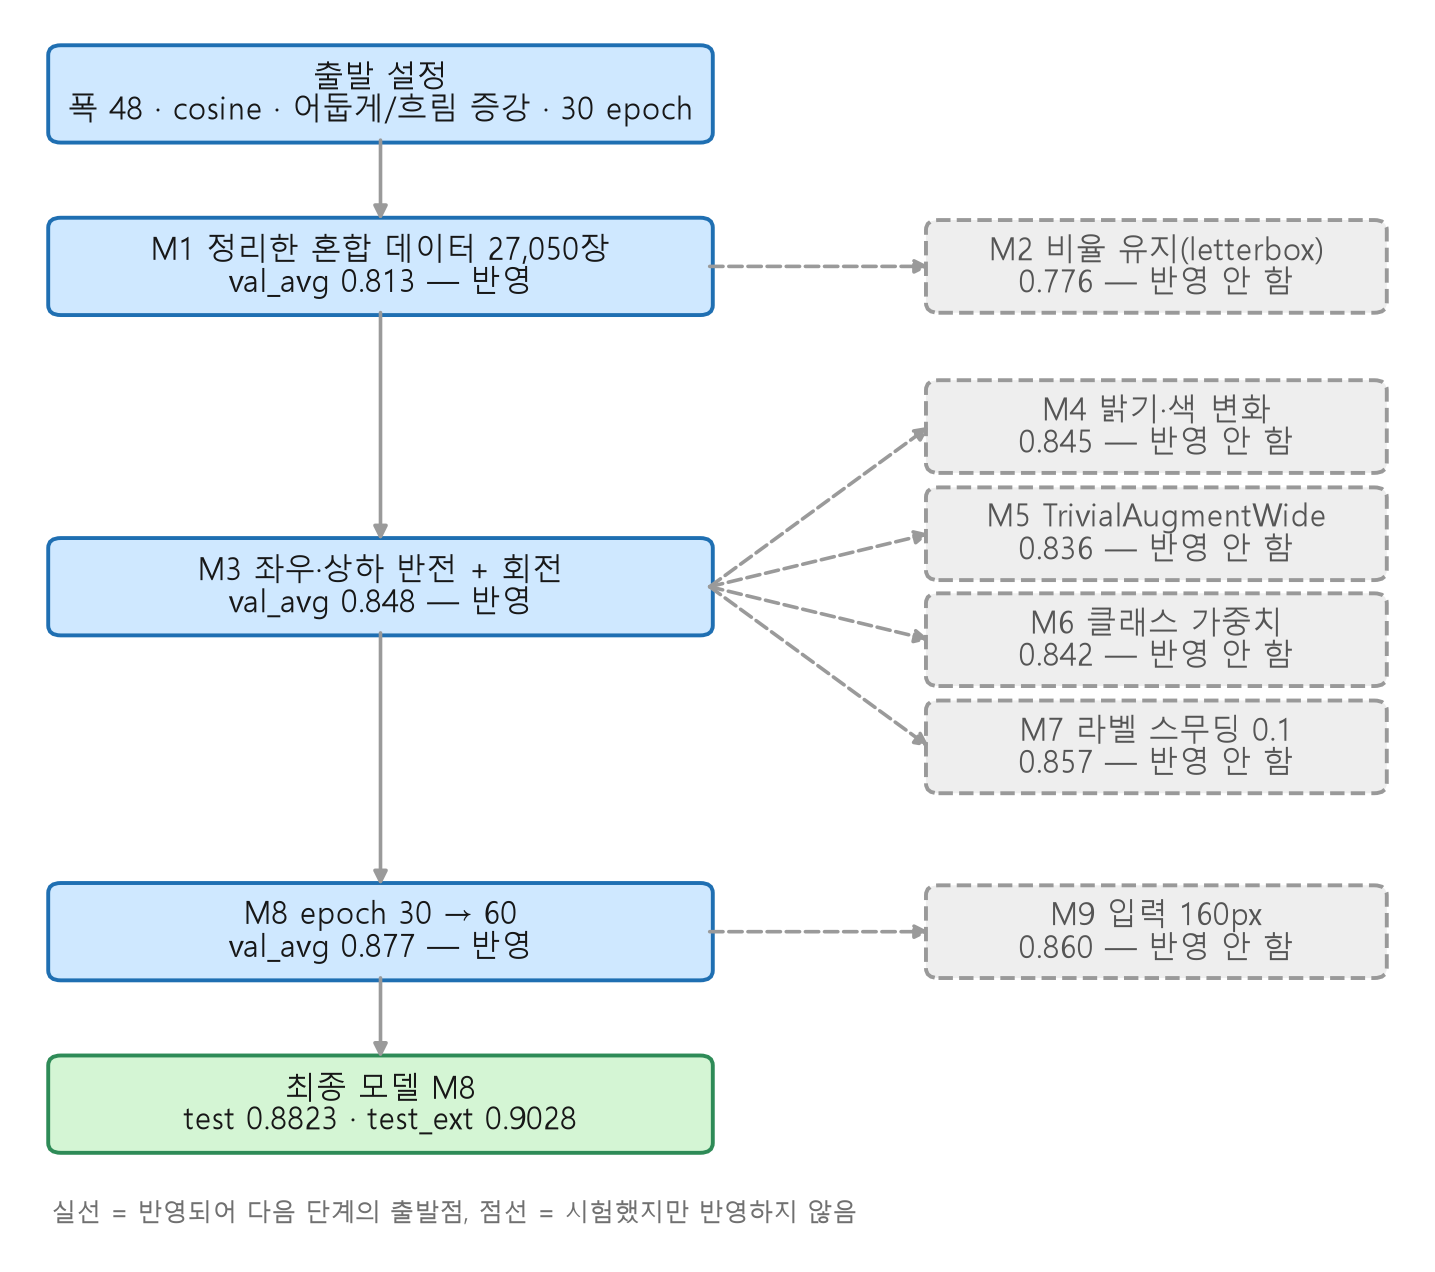 출발 설정
폭 48 · cosine · 어둡게/흐림 증강 · 30 epoch
M1 정리한 혼합 데이터 27,050장
val_avg 0.813 — 반영
M2 비율 유지(letterbox)
0.776 — 반영 안 함
M4 밝기·색 변화
0.845 — 반영 안 함
M5 TrivialAugmentWide
0.836 — 반영 안 함
M3 좌우·상하 반전 + 회전
val_avg 0.848 — 반영
M6 클래스 가중치
0.842 — 반영 안 함
M7 라벨 스무딩 0.1
0.857 — 반영 안 함
M8 epoch 30 → 60
val_avg 0.877 — 반영
M9 입력 160px
0.860 — 반영 안 함
최종 모델 M8
test 0.8823 · test_ext 0.9028
실선 = 반영되어 다음 단계의 출발점, 점선 = 시험했지만 반영하지 않음